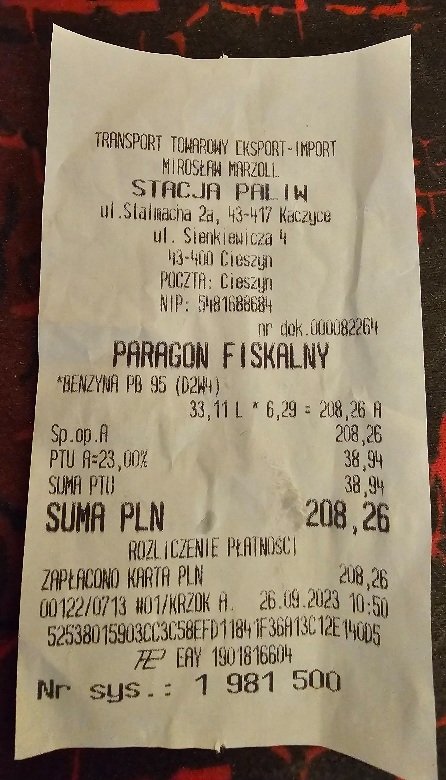 TRANSPORT TOWAROWY EKSPORT-IMPORT
MIROSŁAW MARZOLL
STACJA PALIW
ul.Stalmacha 2a, 43-417 Kaczyce
ul. Sienkiewicza 4
43-400 Cieszyn
POCZTA: Cieszyn
NIP: 5481686684
nr dok.000082264
PARAGON FISKALNY
*BENZYNA PB 95 (D2W4)
33,11 L * 6,29 = 208,26 A
Sp.op.A 208,26
PTU A=23,00% 38,94
SUMA PTU 38,94
SUMA PLN 208,26
ROZLICZENIE PŁATNOŚCI
ZAPŁACONO KARTA PLN 208,26
00122/0713 #01/KRZOK A. 26.09.2023 10:50
52538015903CC3C58EFD11841F36A13C12E140D5
EAY 1901816604
Nr sys.: 1 981 500